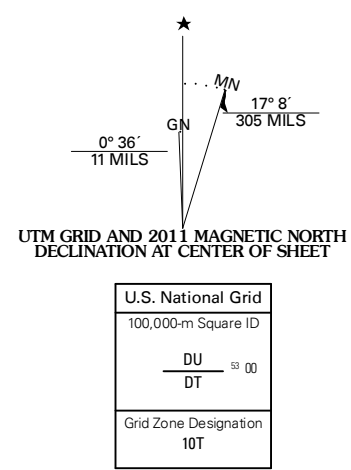 MN
GN
17° 8´
305 MILS
0° 36´
11 MILS
UTM GRID AND 2011 MAGNETIC NORTH
DECLINATION AT CENTER OF SHEET
U.S. National Grid
100,000-m Square ID
DU
53 00
DT
Grid Zone Designation
10T